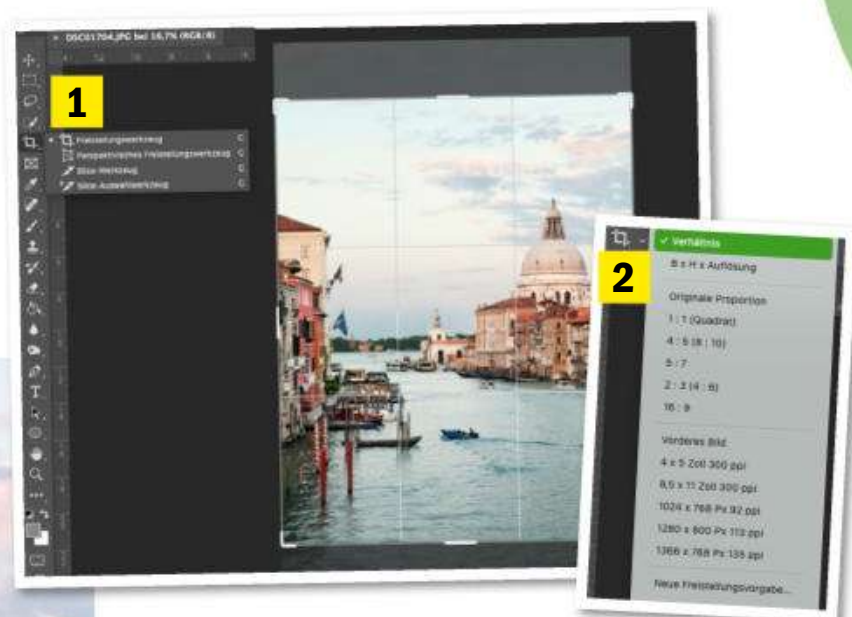 × DSC01704.JPG bei 16,7% (RGB/8)
1
Freistellungswerkzeug C
Perspektivisches Freistellungswerkzeug C
Slice-Werkzeug C
Slice-Auswahlwerkzeug C
2
✓ Verhältnis
B x H x Auflösung
Originale Proportion
1 : 1 (Quadrat)
4 : 5 (8 : 10)
5 : 7
2 : 3 (4 : 6)
16 : 9
Vorderes Bild
4 x 5 Zoll 300 ppi
8,5 x 11 Zoll 300 ppi
1024 x 768 Px 92 ppi
1280 x 800 Px 113 ppi
1366 x 768 Px 135 ppi
Neue Freistellungsvorgabe...